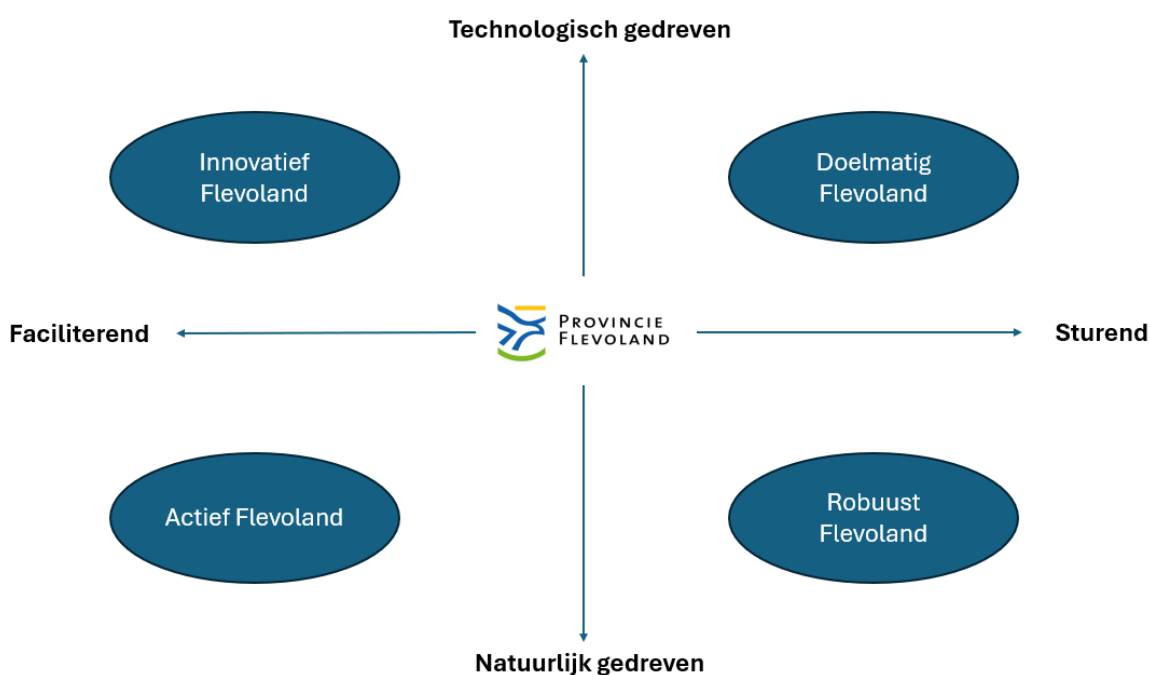 Technologisch gedreven
Innovatief
Flevoland
Doelmatig
Flevoland
Faciliterend
PROVINCIE
FLEVOLAND
Sturend
Actief Flevoland
Robuust
Flevoland
Natuurlijk gedreven